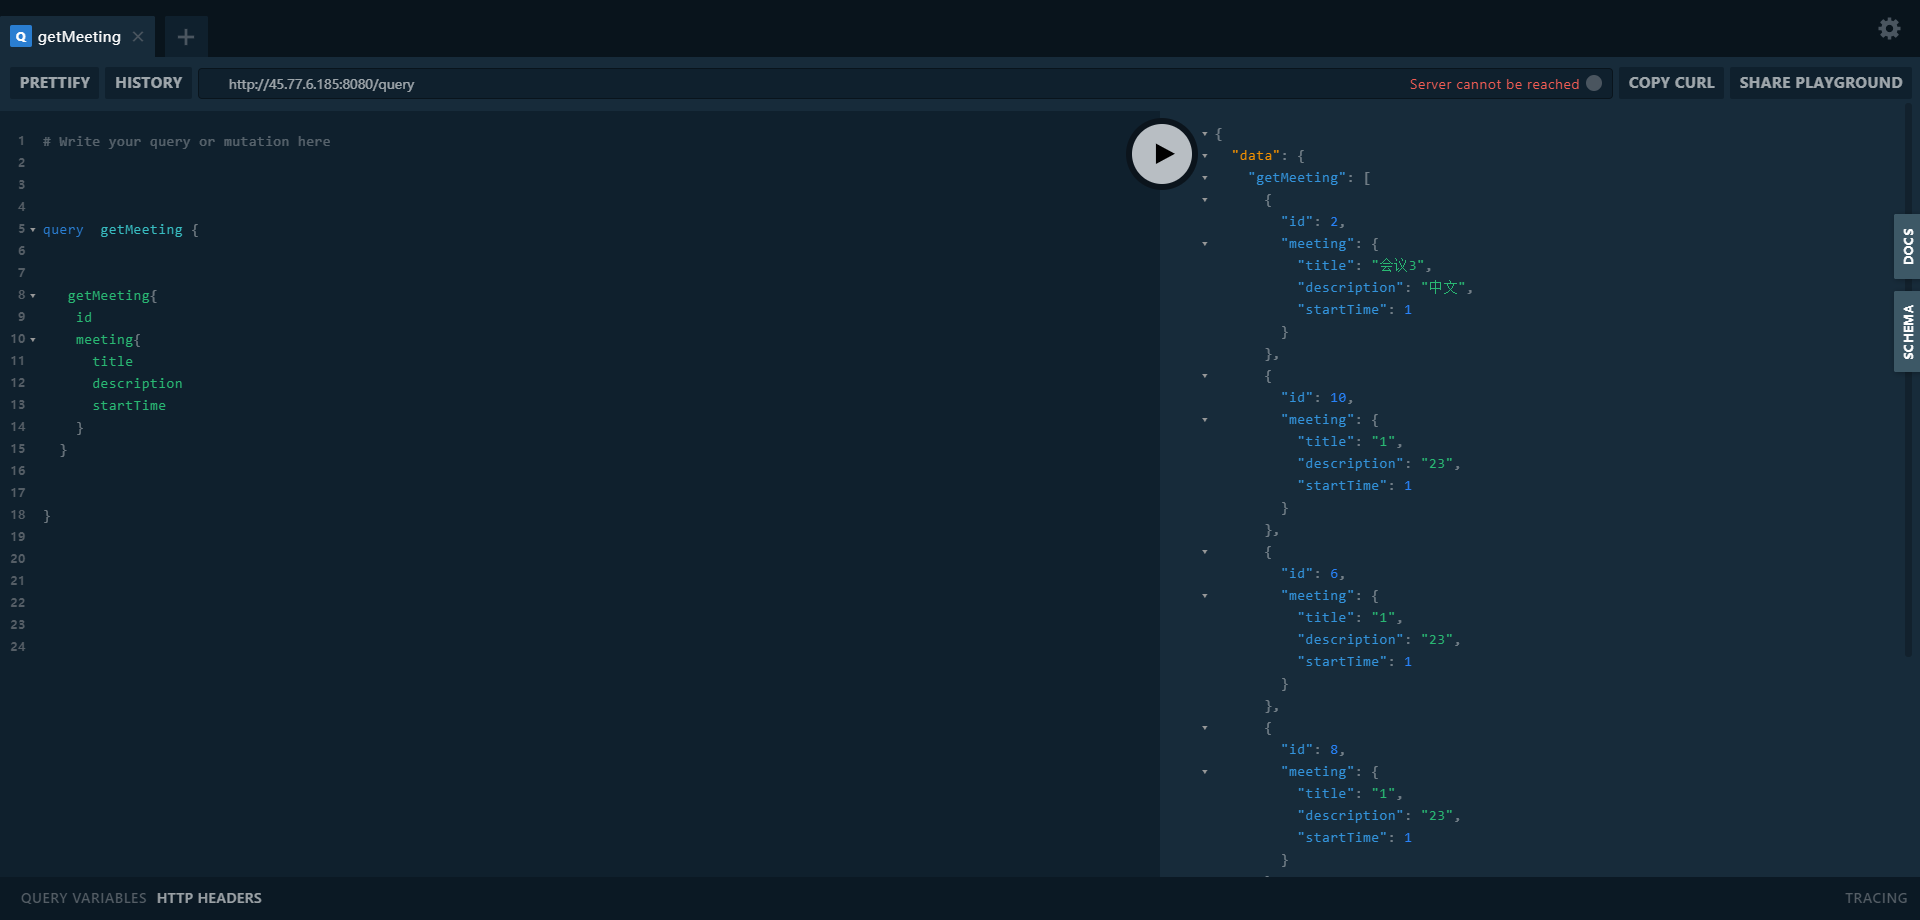 Q getMeeting
PRETTIFY HISTORY http://45.77.6.185:8080/query Server cannot be reached COPY CURL SHARE PLAYGROUND
1 # Write your query or mutation here
2
3
4
5 query  getMeeting {
6
7
8 getMeeting{
9 id
10 meeting{
11 title
12 description
13 startTime
14 }
15 }
16
17
18 }
19
20
21
22
23
24
{
"data": {
"getMeeting": [
{
"id": 2,
"meeting": {
"title": "会议3",
"description": "中文",
"startTime": 1
}
},
{
"id": 10,
"meeting": {
"title": "1",
"description": "23",
"startTime": 1
}
},
{
"id": 6,
"meeting": {
"title": "1",
"description": "23",
"startTime": 1
}
},
{
"id": 8,
"meeting": {
"title": "1",
"description": "23",
"startTime": 1
}
DOCS
SCHEMA
QUERY VARIABLES HTTP HEADERS TRACING